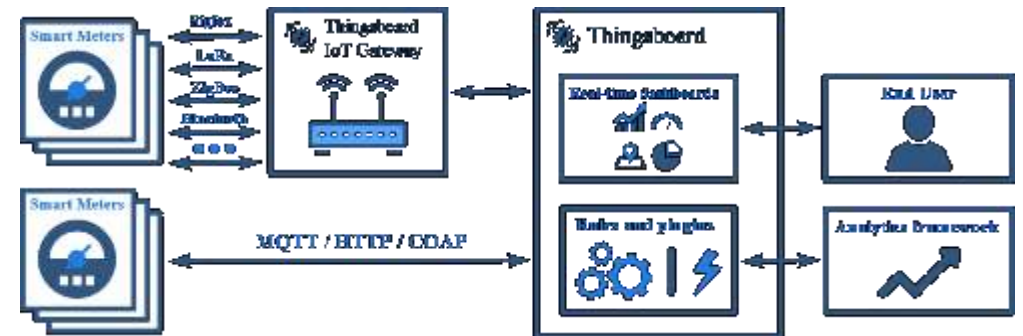 Smart Meters
SigFox
LoRa
ZigBee
Bluetooth
Thingsboard
IoT Gateway
Thingsboard
Real-time dashboards
End User
Smart Meters
MQTT / HTTP / COAP
Rules and plugins
Analytics framework